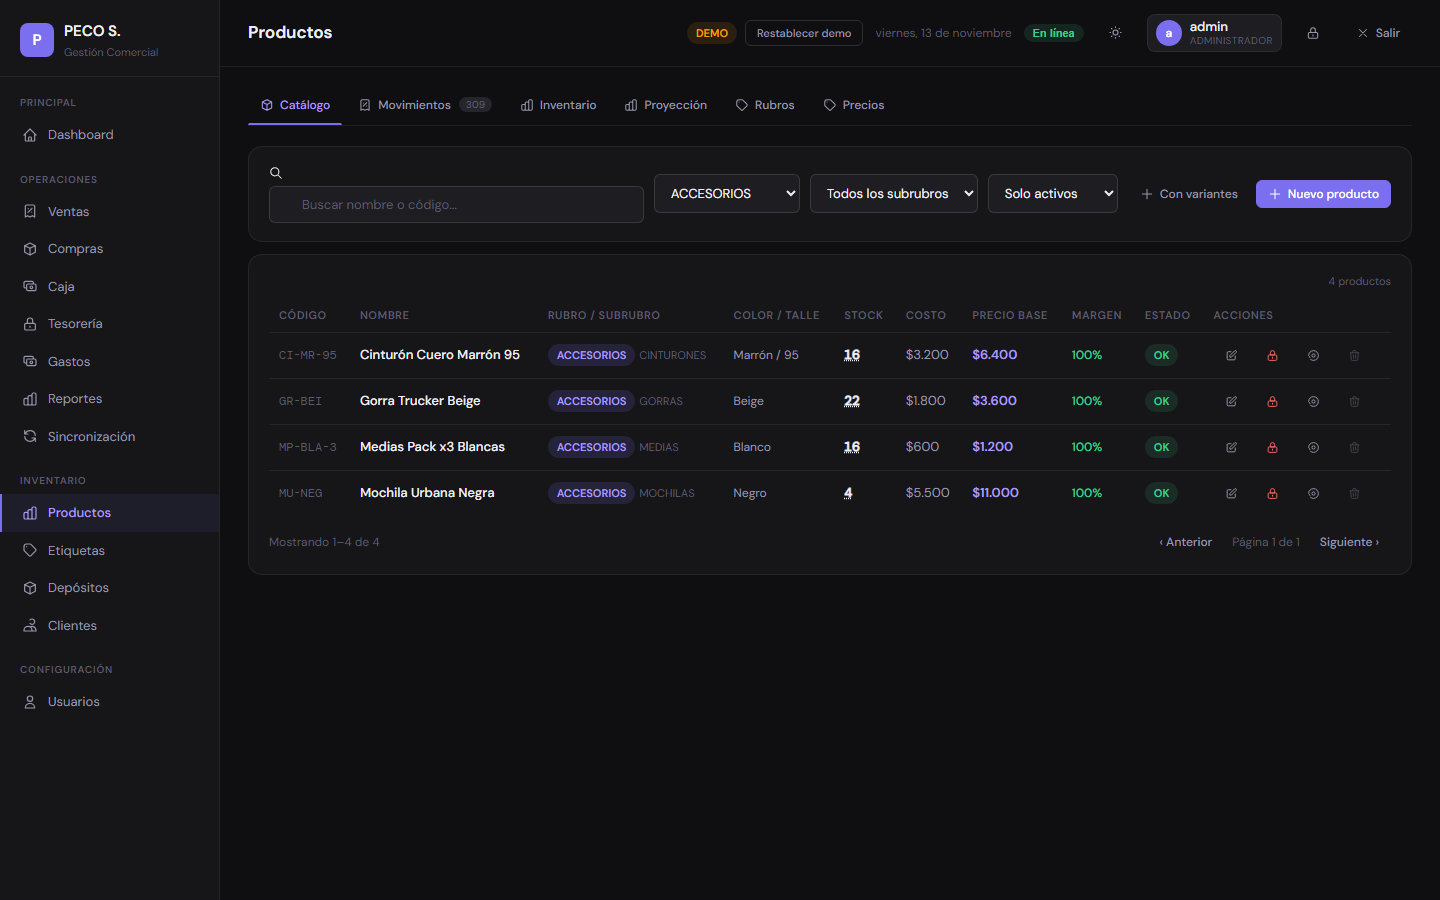 P
PECO S.
Gestión Comercial
PRINCIPAL
Dashboard
OPERACIONES
Ventas
Compras
Caja
Tesorería
Gastos
Reportes
Sincronización
INVENTARIO
Productos
Etiquetas
Depósitos
Clientes
CONFIGURACIÓN
Usuarios
Productos
DEMO
Restablecer demo
viernes, 13 de noviembre
En línea
a
admin
ADMINISTRADOR
Salir
Catálogo
Movimientos 309
Inventario
Proyección
Rubros
Precios
Buscar nombre o código...
ACCESORIOS
Todos los subrubros
Solo activos
Con variantes
Nuevo producto
4 productos
CÓDIGO NOMBRE RUBRO / SUBRUBRO COLOR / TALLE STOCK COSTO PRECIO BASE MARGEN ESTADO ACCIONES
CI-MR-95 Cinturón Cuero Marrón 95 ACCESORIOS CINTURONES Marrón / 95 16 $3.200 $6.400 100% OK
GR-BEI Gorra Trucker Beige ACCESORIOS GORRAS Beige 22 $1.800 $3.600 100% OK
MP-BLA-3 Medias Pack x3 Blancas ACCESORIOS MEDIAS Blanco 16 $600 $1.200 100% OK
MU-NEG Mochila Urbana Negra ACCESORIOS MOCHILAS Negro 4 $5.500 $11.000 100% OK
Mostrando 1–4 de 4
‹ Anterior Página 1 de 1 Siguiente ›